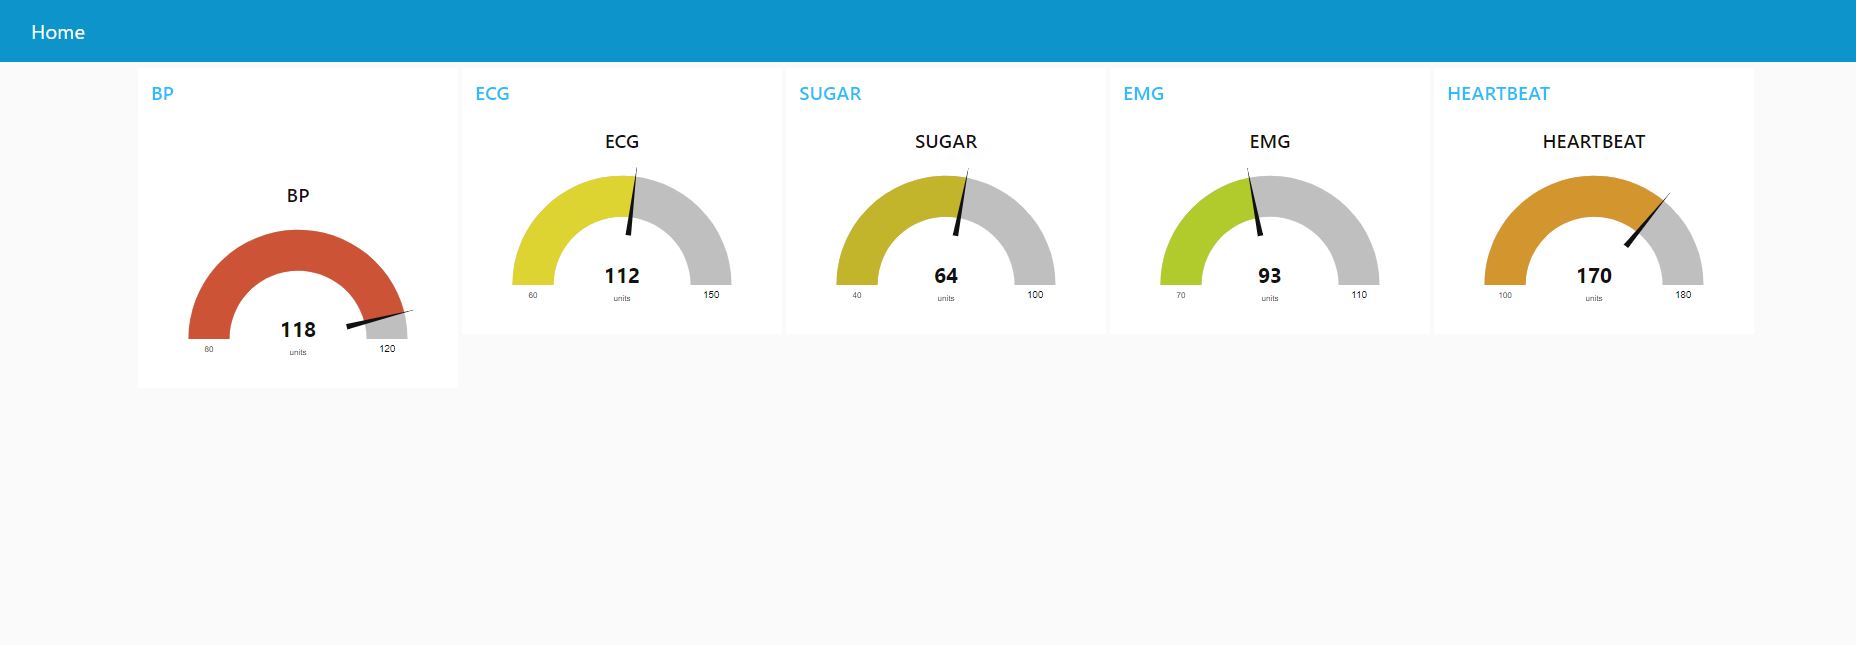 Home
BP
BP
118
units
80
120
ECG
ECG
112
units
60
150
SUGAR
SUGAR
64
units
40
100
EMG
EMG
93
units
70
110
HEARTBEAT
HEARTBEAT
170
units
100
180